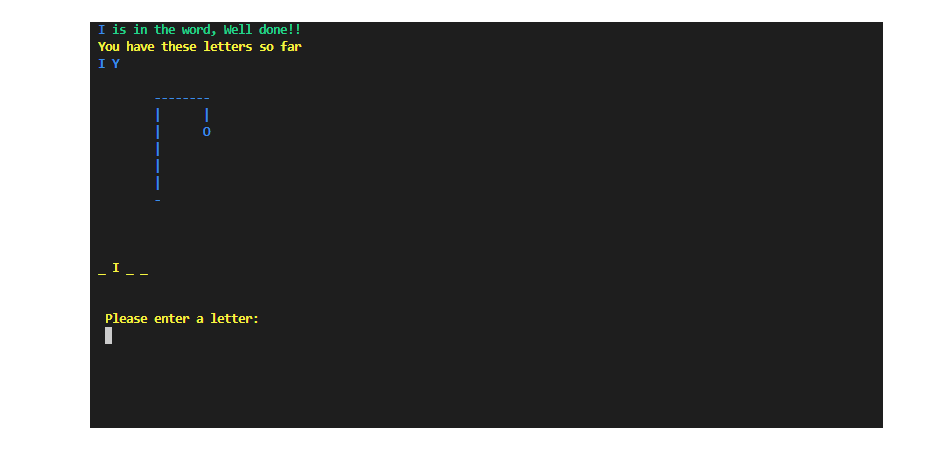 I is in the word, Well done!!
You have these letters so far
I Y
--------
|      |
|      O
|
|
|
-
_ I _ _
Please enter a letter: